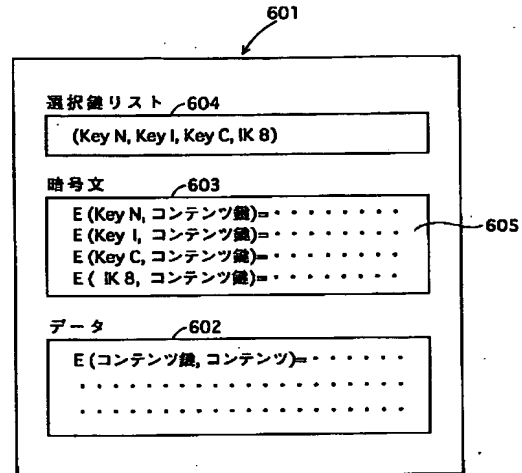 601
選択鍵リスト 604
(Key N, Key I, Key C, IK 8)
暗号文 603
E (Key N, コンテンツ鍵)= · · · · · · · ·
E (Key I, コンテンツ鍵)= · · · · · · · ·
E (Key C, コンテンツ鍵)= · · · · · · · ·
E ( IK 8, コンテンツ鍵)= · · · · · · · ·
605
データ 602
E (コンテンツ鍵, コンテンツ)= · · · · · ·
· · · · · · · · · · · · · · · · · · · ·
· · · · · · · · · · · · · · · · · · · ·